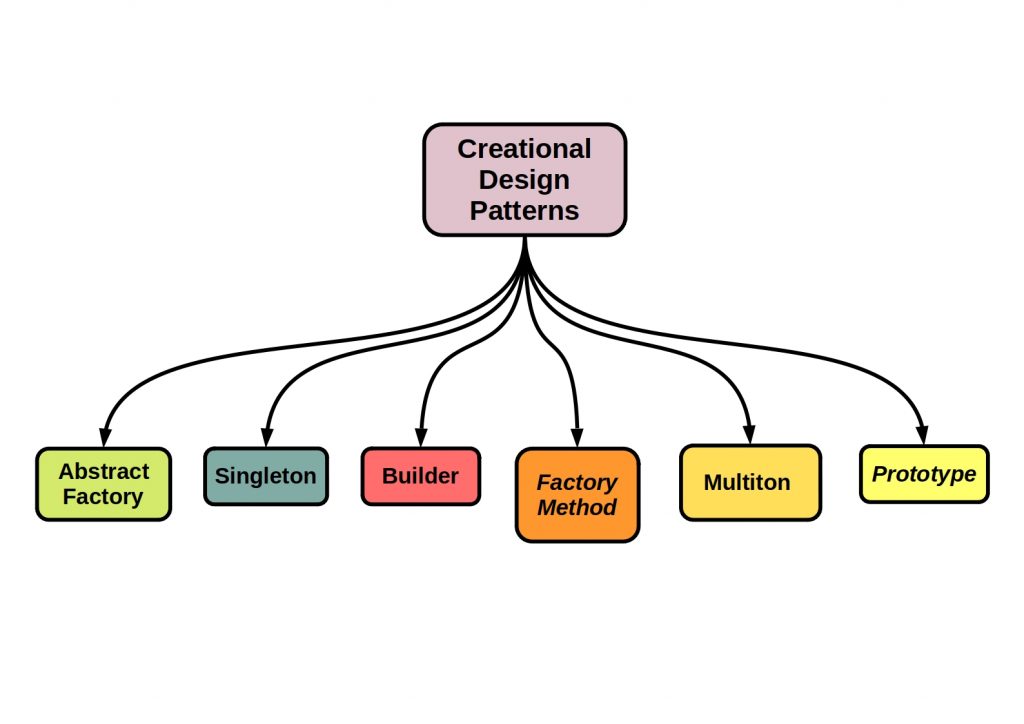 Creational
Design
Patterns
Abstract
Factory
Singleton
Builder
Factory
Method
Multiton
Prototype